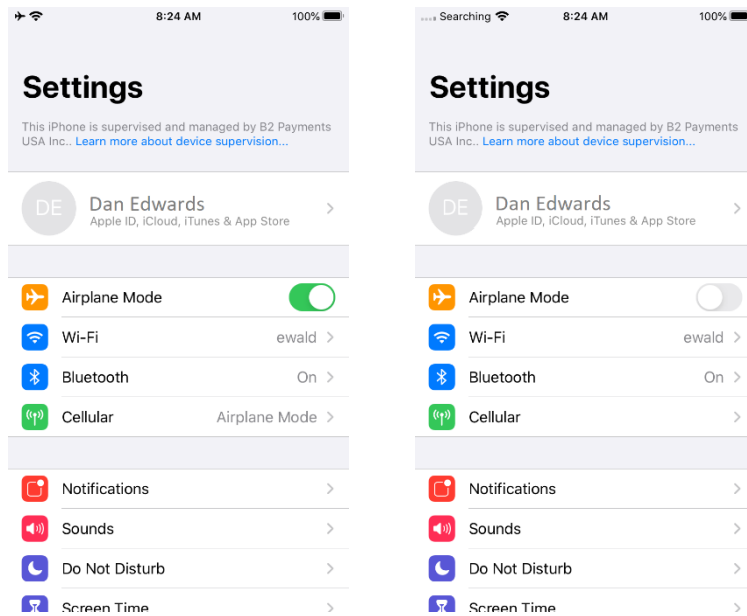 8:24 AM
100%
Settings
This iPhone is supervised and managed by B2 Payments
USA Inc.. Learn more about device supervision...
DE
Dan Edwards
Apple ID, iCloud, iTunes & App Store
Airplane Mode
Wi-Fi ewald
Bluetooth On
Cellular Airplane Mode
Notifications
Sounds
Do Not Disturb
Screen Time
Searching
8:24 AM
100%
Settings
This iPhone is supervised and managed by B2 Payments
USA Inc.. Learn more about device supervision...
DE
Dan Edwards
Apple ID, iCloud, iTunes & App Store
Airplane Mode
Wi-Fi ewald
Bluetooth On
Cellular
Notifications
Sounds
Do Not Disturb
Screen Time